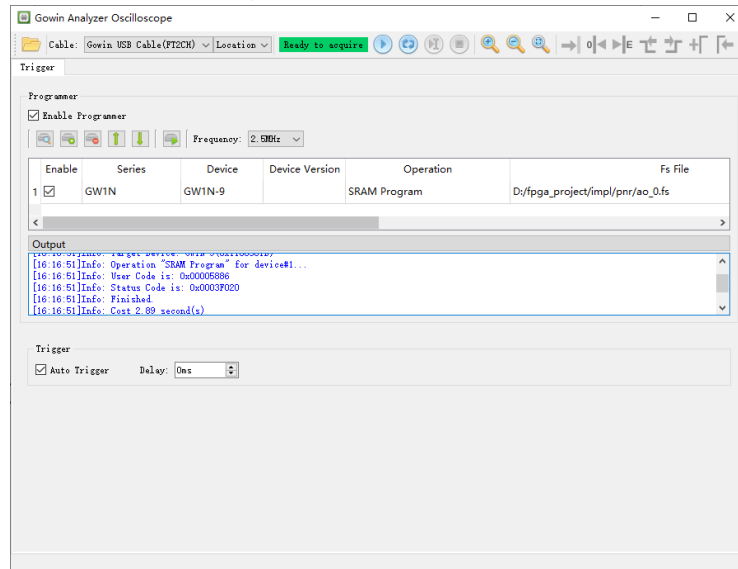 Gowin Analyzer Oscilloscope
Cable: Gowin USB Cable(FT2CH) Location Ready to acquire
Trigger
Programmer
Enable Programmer
Frequency: 2.5MHz
Enable Series Device Device Version Operation Fs File
1 GW1N GW1N-9 SRAM Program D:/fpga_project/impl/pnr/ao_0.fs
Output
[16:16:51]Info: Operation "SRAM Program" for device#1...
[16:16:51]Info: User Code is: 0x00005886
[16:16:51]Info: Status Code is: 0x0003F020
[16:16:51]Info: Finished.
[16:16:51]Info: Cost 2.89 second(s)
Trigger
Auto Trigger Delay: 0ms